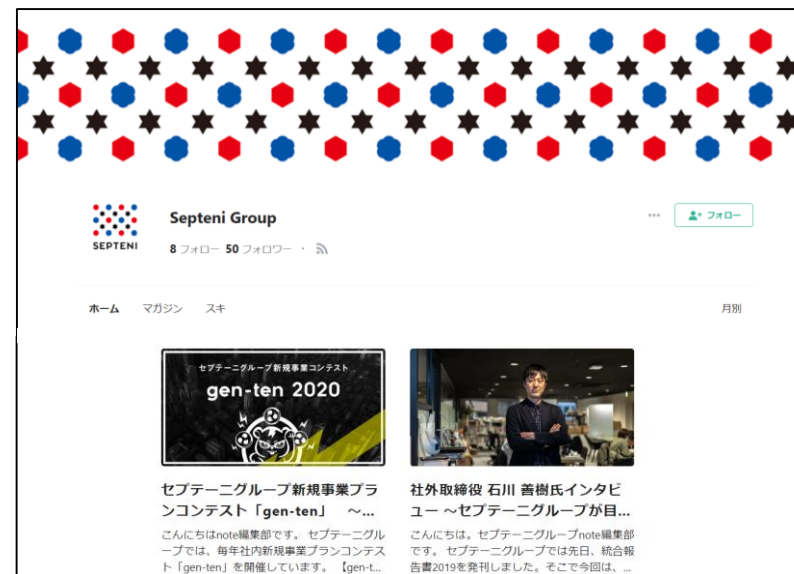 SEPTENI
Septeni Group
8 フォロー 50 フォロワー ・
… フォロー
ホーム マガジン スキ 月別
セプテーニグループ新規事業コンテスト
gen-ten 2020
セプテーニグループ新規事業プラ
ンコンテスト「gen-ten」 ～...
こんにちはnote編集部です。 セプテーニグル
ープでは、毎年社内新規事業プランコンテス
ト「gen-ten」を開催しています。 【gen-t...
社外取締役 石川 善樹氏インタビ
ュー ～セプテーニグループが目...
こんにちは。セプテーニグループnote編集部
です。 セプテーニグループでは先日、統合報
告書2019を発刊しました。そこで今回は、...